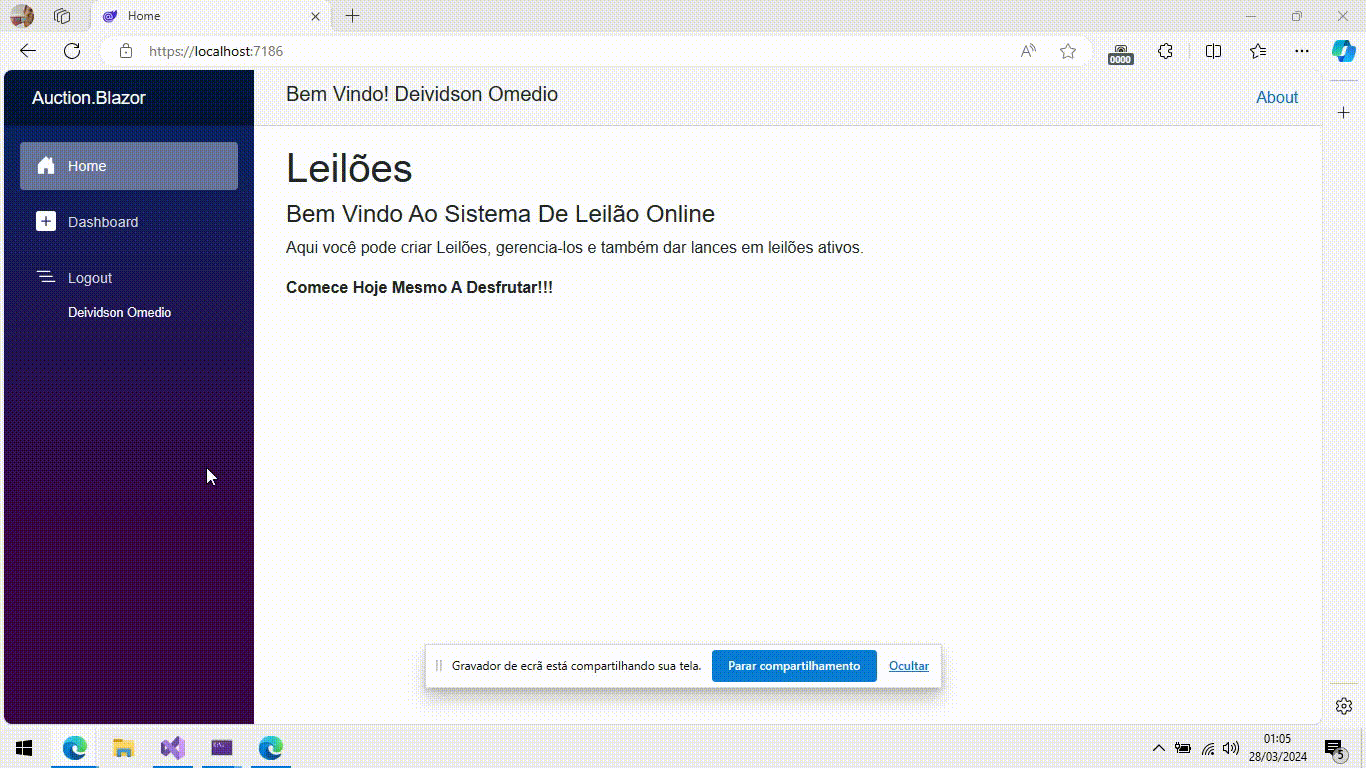 Home
https://localhost:7186
0000
Auction.Blazor
Bem Vindo! Deividson Omedio
About
Home
Dashboard
Logout
Deividson Omedio
Leilões
Bem Vindo Ao Sistema De Leilão Online
Aqui você pode criar Leilões, gerencia-los e também dar lances em leilões ativos.
Comece Hoje Mesmo A Desfrutar!!!
Gravador de ecrã está compartilhando sua tela.
Parar compartilhamento
Ocultar
01:05
28/03/2024
5